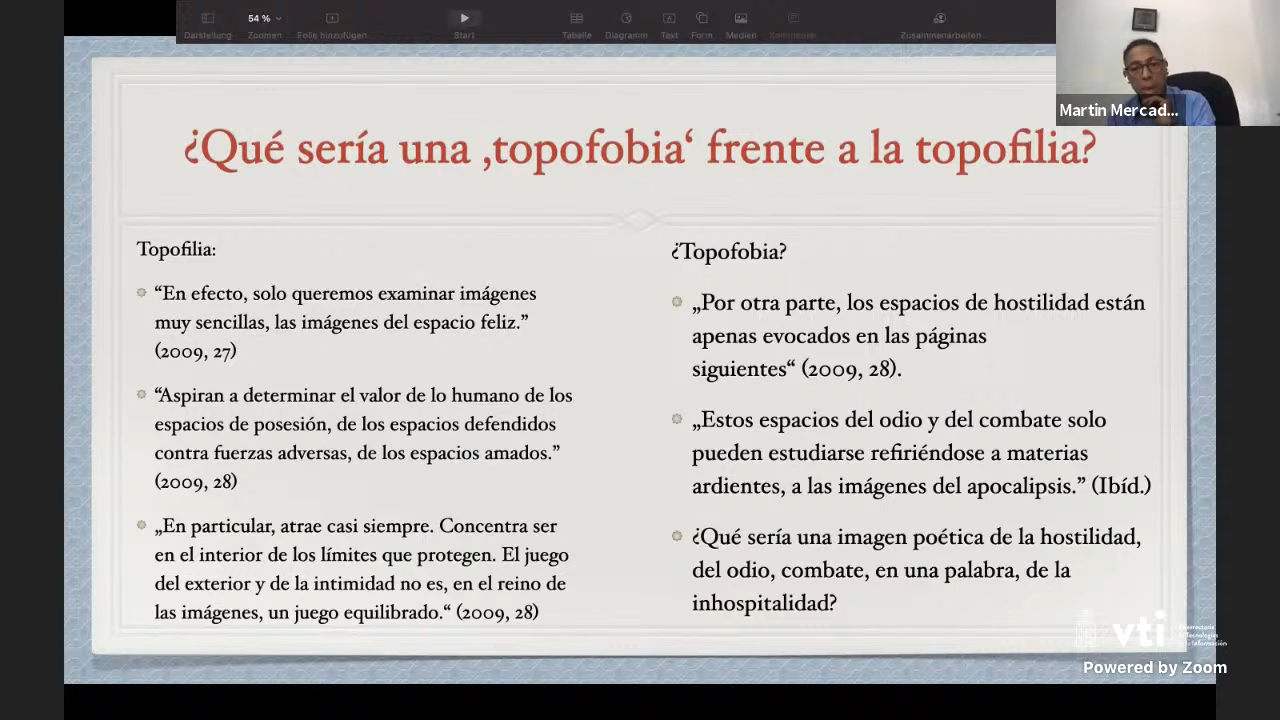 54 %
Darstellung
Zoomen
Folie hinzufügen
Start
Tabelle
Diagramm
Text
Form
Medien
Kommentar
Zusammenarbeiten
Martin Mercad...
¿Qué sería una ‚topofobia‘ frente a la topofilia?
Topofilia:
“En efecto, solo queremos examinar imágenes
muy sencillas, las imágenes del espacio feliz.”
(2009, 27)
“Aspiran a determinar el valor de lo humano de los
espacios de posesión, de los espacios defendidos
contra fuerzas adversas, de los espacios amados.”
(2009, 28)
„En particular, atrae casi siempre. Concentra ser
en el interior de los límites que protegen. El juego
del exterior y de la intimidad no es, en el reino de
las imágenes, un juego equilibrado.“ (2009, 28)
¿Topofobia?
„Por otra parte, los espacios de hostilidad están
apenas evocados en las páginas
siguientes“ (2009, 28).
„Estos espacios del odio y del combate solo
pueden estudiarse refiriéndose a materias
ardientes, a las imágenes del apocalipsis.” (Ibíd.)
¿Qué sería una imagen poética de la hostilidad,
del odio, combate, en una palabra, de la
inhospitalidad?
vti
Vicerrectoría
de Tecnologías
de la Información
Powered by Zoom